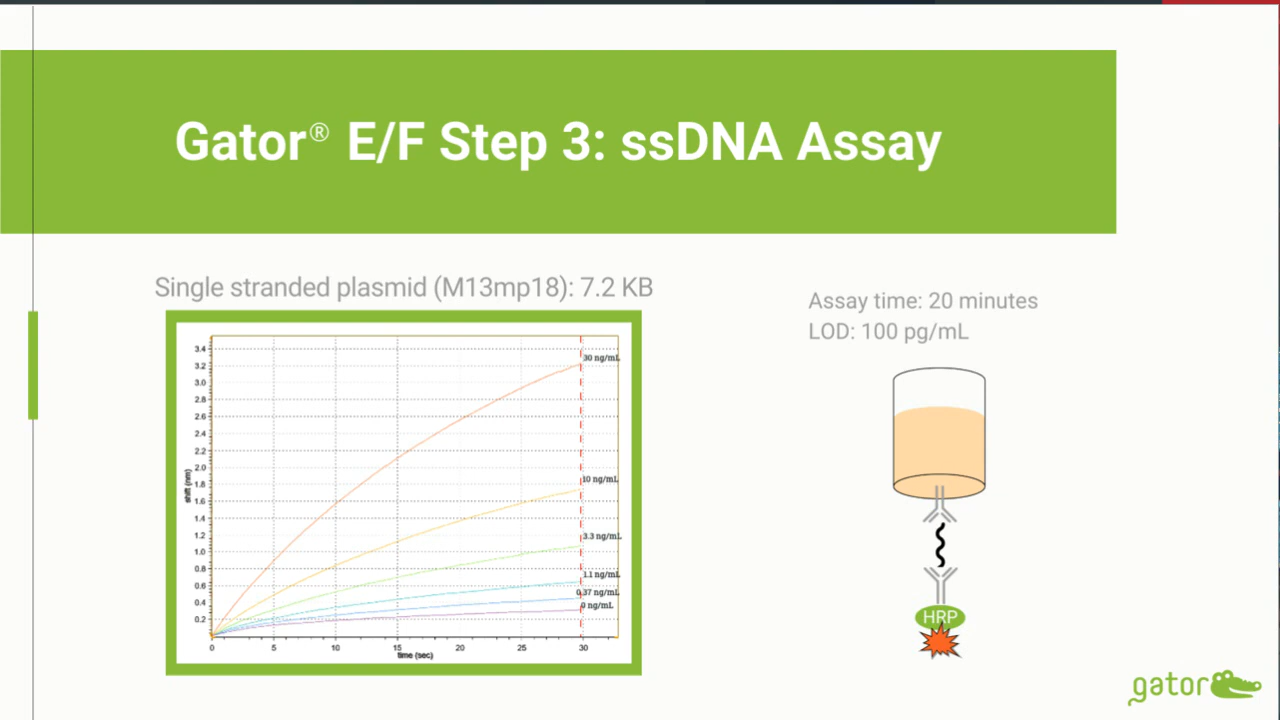 Gator® E/F Step 3: ssDNA Assay
Single stranded plasmid (M13mp18): 7.2 KB
Assay time: 20 minutes
LOD: 100 pg/mL
3.4
3.2
3.0
2.8
2.6
2.4
2.2
2.0
1.8
1.6
1.4
1.2
1.0
0.8
0.6
0.4
0.2
shift (nm)
30 ng/mL
10 ng/mL
3.3 ng/mL
1.1 ng/mL
0.37 ng/mL
0 ng/mL
0 5 10 15 20 25 30
time (sec)
HRP
gator